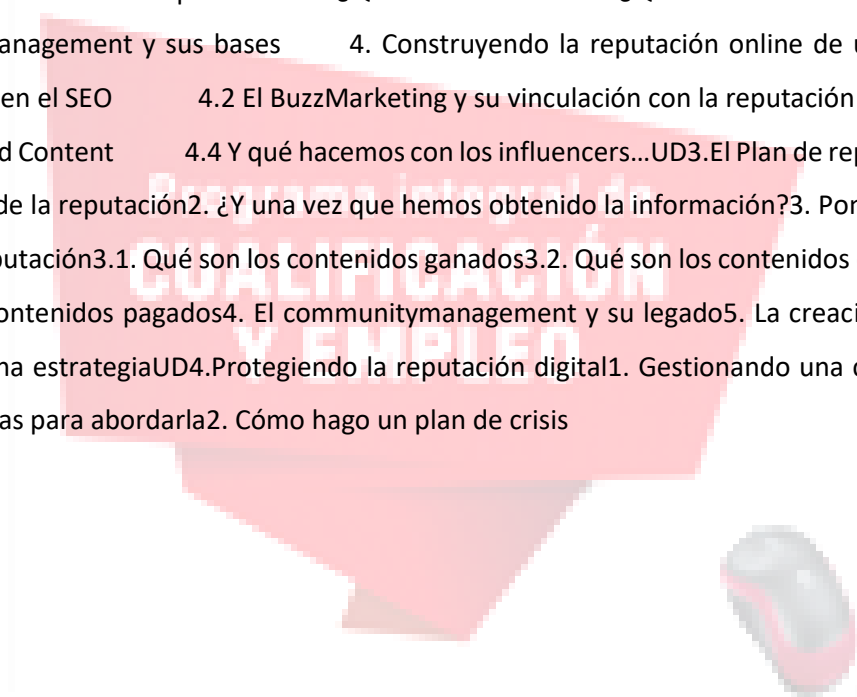 anagement y sus bases 4. Construyendo la reputación online de
en el SEO 4.2 El BuzzMarketing y su vinculación con la reputación
d Content 4.4 Y qué hacemos con los influencers...UD3.El Plan de rep
de la reputación2. ¿Y una vez que hemos obtenido la información?3. Por
putación3.1. Qué son los contenidos ganados3.2. Qué son los contenidos
ontenidos pagados4. El communitymanagement y su legado5. La creaci
na estrategiaUD4.Protegiendo la reputación digital1. Gestionando una
as para abordarla2. Cómo hago un plan de crisis
Programa integral de
CUALIFICACIÓN
Y EMPLEO